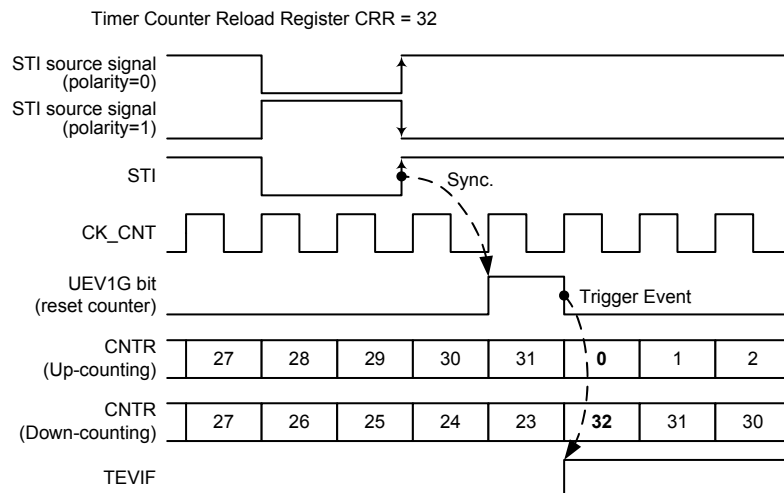 Timer Counter Reload Register CRR = 32
STI source signal
(polarity=0)
STI source signal
(polarity=1)
STI
Sync.
CK_CNT
UEV1G bit
(reset counter)
Trigger Event
CNTR
(Up-counting)
27 28 29 30 31 0 1 2
CNTR
(Down-counting)
27 26 25 24 23 32 31 30
TEVIF